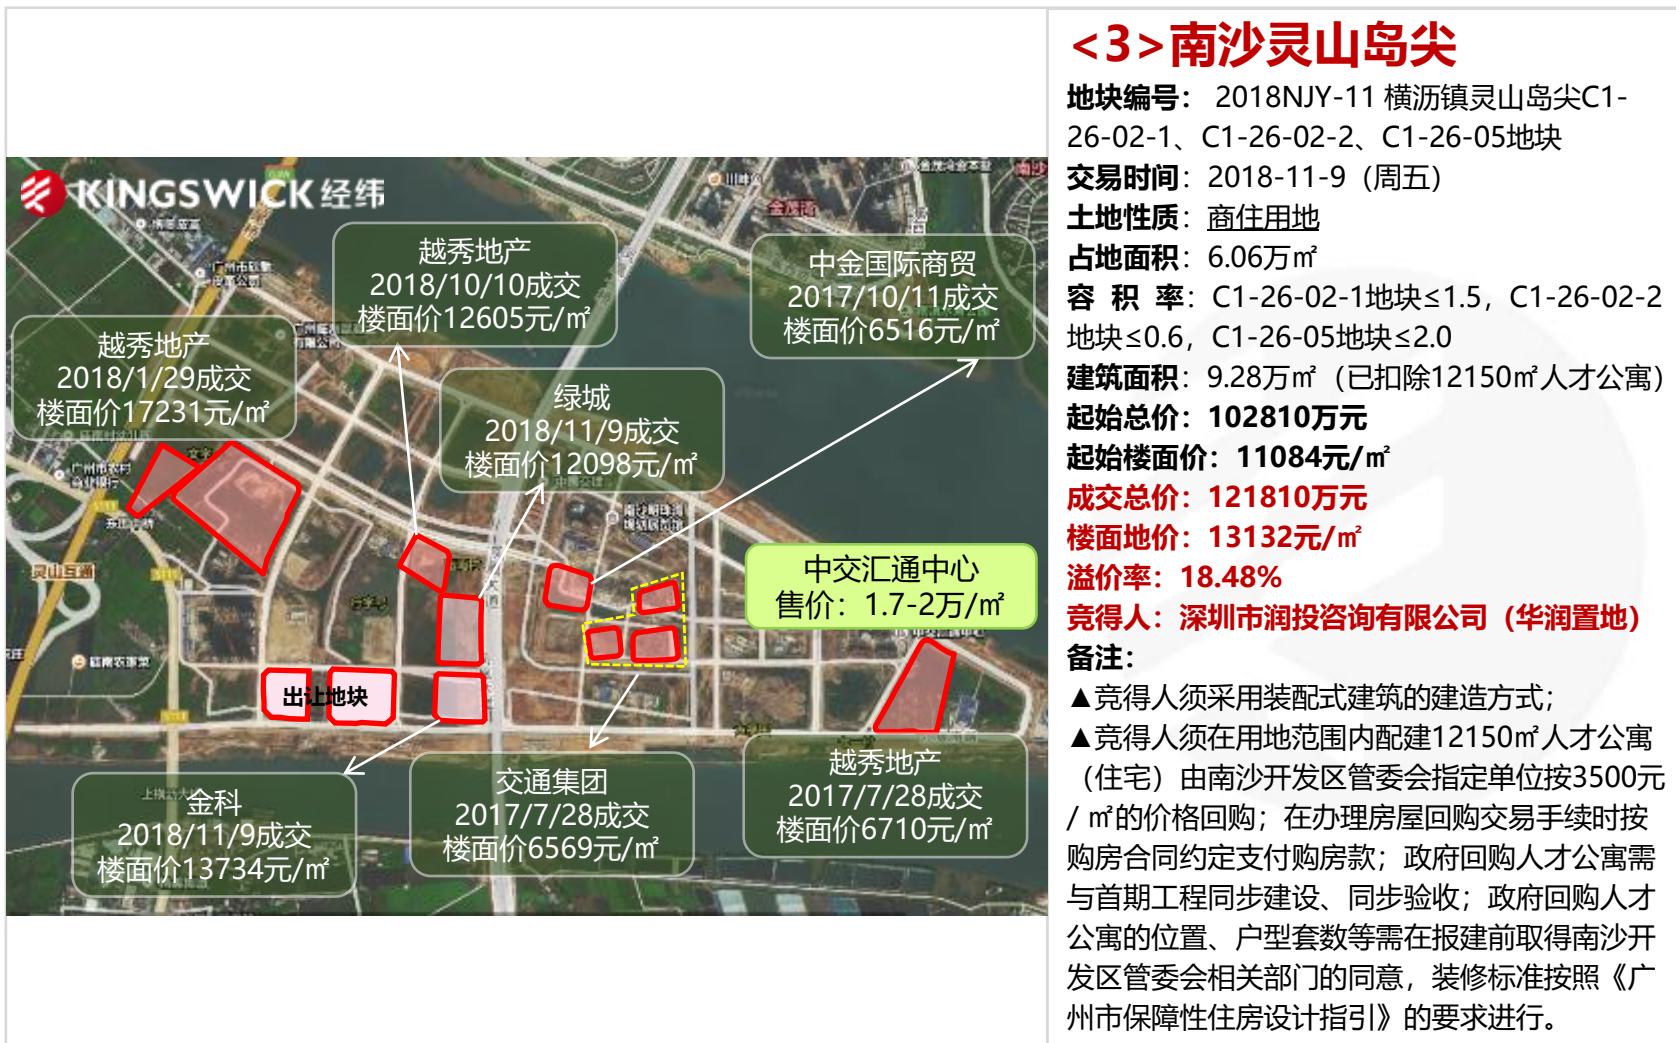 KINGSWICK 经纬
川味
金茂湾
越秀地产
2018/10/10成交
楼面价12605元/㎡
中金国际商贸
2017/10/11成交
楼面价6516元/㎡
越秀地产
2018/1/29成交
楼面价17231元/㎡
绿城
2018/11/9成交
楼面价12098元/㎡
灵山互通
中交汇通中心
售价：1.7-2万/㎡
出让地块
金科
2018/11/9成交
楼面价13734元/㎡
交通集团
2017/7/28成交
楼面价6569元/㎡
越秀地产
2017/7/28成交
楼面价6710元/㎡
<3>南沙灵山岛尖
地块编号： 2018NJY-11 横沥镇灵山岛尖C1-
26-02-1、C1-26-02-2、C1-26-05地块
交易时间：2018-11-9（周五）
土地性质：商住用地
占地面积：6.06万㎡
容 积 率：C1-26-02-1地块≤1.5，C1-26-02-2
地块≤0.6，C1-26-05地块≤2.0
建筑面积：9.28万㎡（已扣除12150㎡人才公寓）
起始总价：102810万元
起始楼面价：11084元/㎡
成交总价：121810万元
楼面地价：13132元/㎡
溢价率：18.48%
竞得人：深圳市润投咨询有限公司（华润置地）
备注：
▲竞得人须采用装配式建筑的建造方式；
▲竞得人须在用地范围内配建12150㎡人才公寓
（住宅）由南沙开发区管委会指定单位按3500元
/ ㎡的价格回购；在办理房屋回购交易手续时按
购房合同约定支付购房款；政府回购人才公寓需
与首期工程同步建设、同步验收；政府回购人才
公寓的位置、户型套数等需在报建前取得南沙开
发区管委会相关部门的同意，装修标准按照《广
州市保障性住房设计指引》的要求进行。